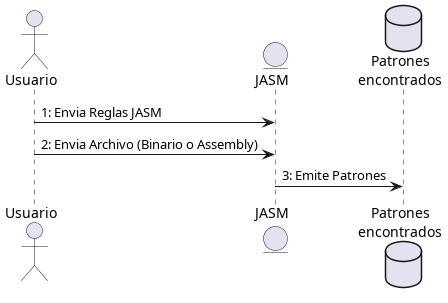 Usuario
JASM
Patrones
encontrados
1: Envia Reglas JASM
2: Envia Archivo (Binario o Assembly)
3: Emite Patrones
Usuario
JASM
Patrones
encontrados